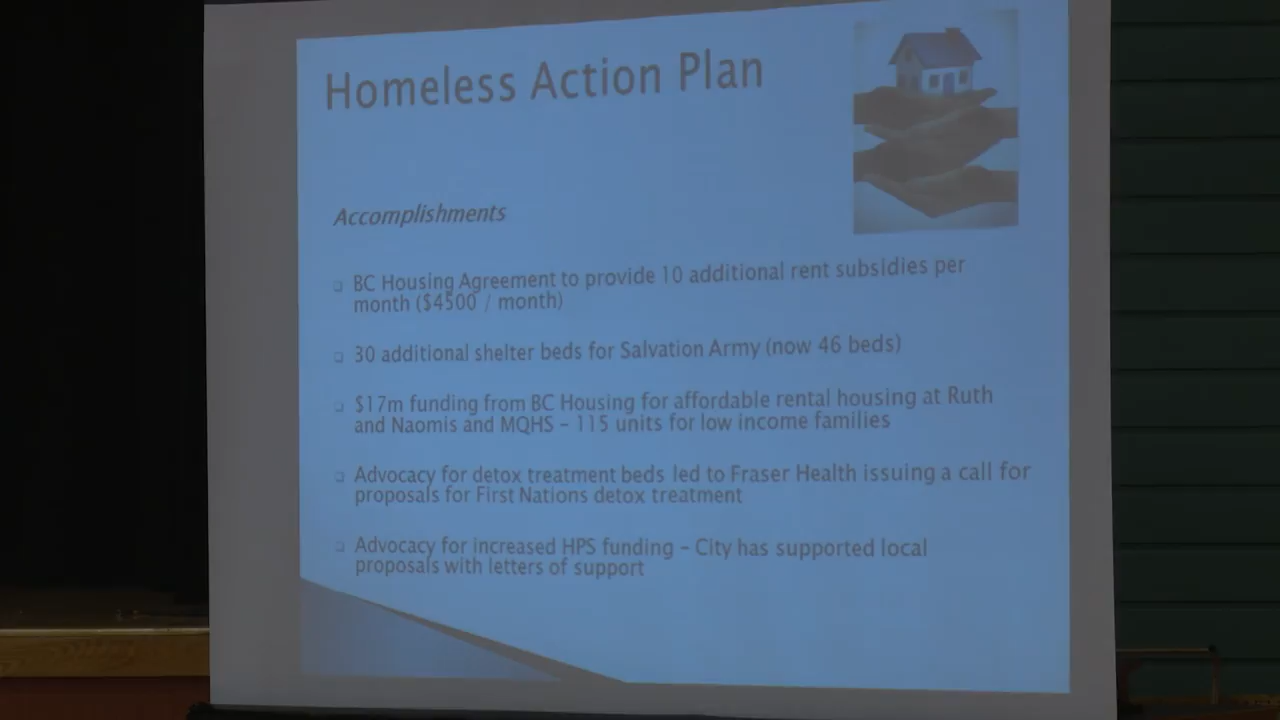 Homeless Action Plan
Accomplishments
BC Housing Agreement to provide 10 additional rent subsidies per
month ($4500 / month)
30 additional shelter beds for Salvation Army (now 46 beds)
$17m funding from BC Housing for affordable rental housing at Ruth
and Naomis and MQHS – 115 units for low income families
Advocacy for detox treatment beds led to Fraser Health issuing a call for
proposals for First Nations detox treatment
Advocacy for increased HPS funding – City has supported local
proposals with letters of support